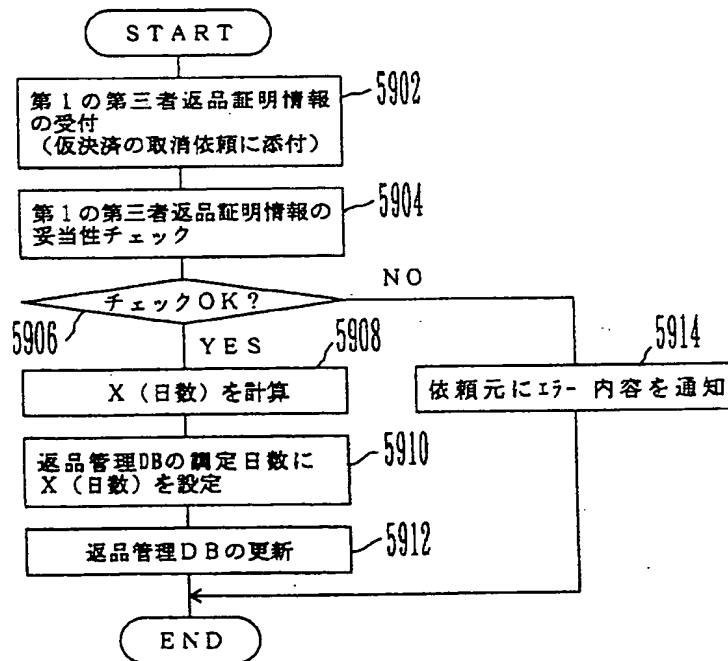 START
第1の第三者返品証明情報
の受付
(仮決済の取消依頼に添付)
5902
第1の第三者返品証明情報の
妥当性チェック
5904
チェックOK?
NO
5906
YES
5908
5914
X(日数)を計算
依頼元にエラー内容を通知
返品管理DBの調定日数に
X(日数)を設定
5910
返品管理DBの更新
5912
END